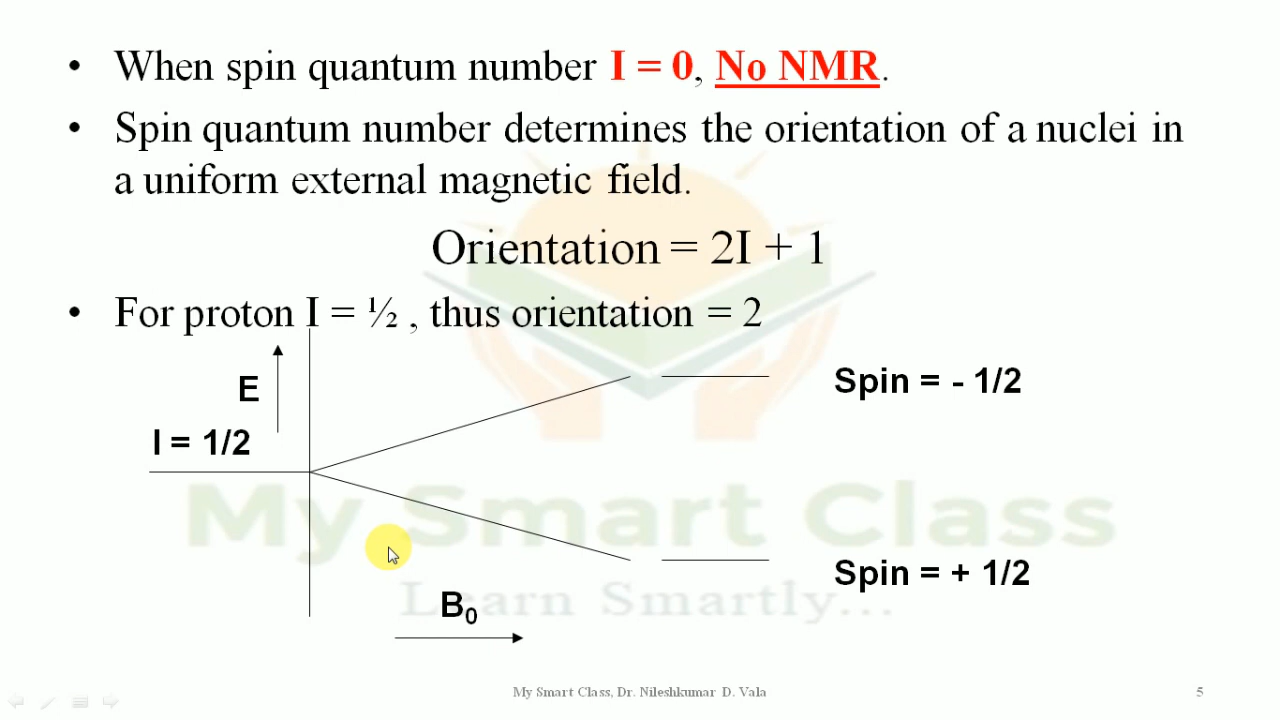 • When spin quantum number I = 0, No NMR.
• Spin quantum number determines the orientation of a nuclei in
a uniform external magnetic field.
Orientation = 2I + 1
• For proton I = ½ , thus orientation = 2
E
Spin = - 1/2
I = 1/2
My Smart Class
Spin = + 1/2
Learn Smartly...
B₀
My Smart Class, Dr. Nileshkumar D. Vala
5